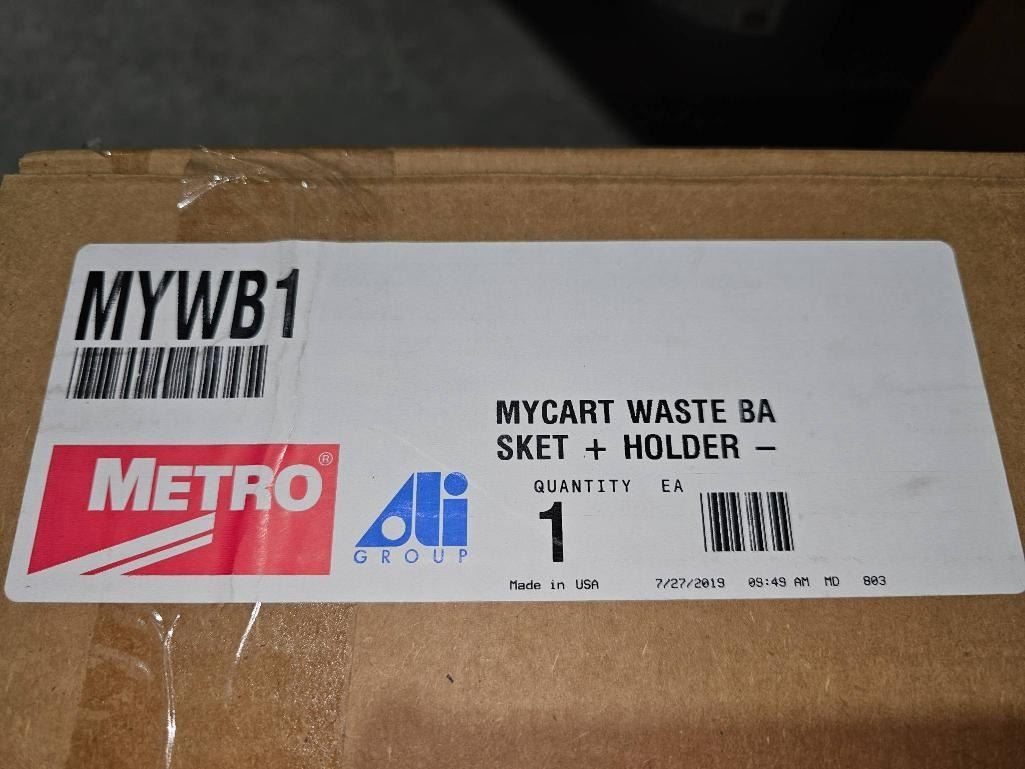 MYWB1
MYCART WASTE BA
SKET + HOLDER –
METRO®
ali
GROUP
QUANTITY EA
1
Made in USA 7/27/2019 09:49 AM MD 803